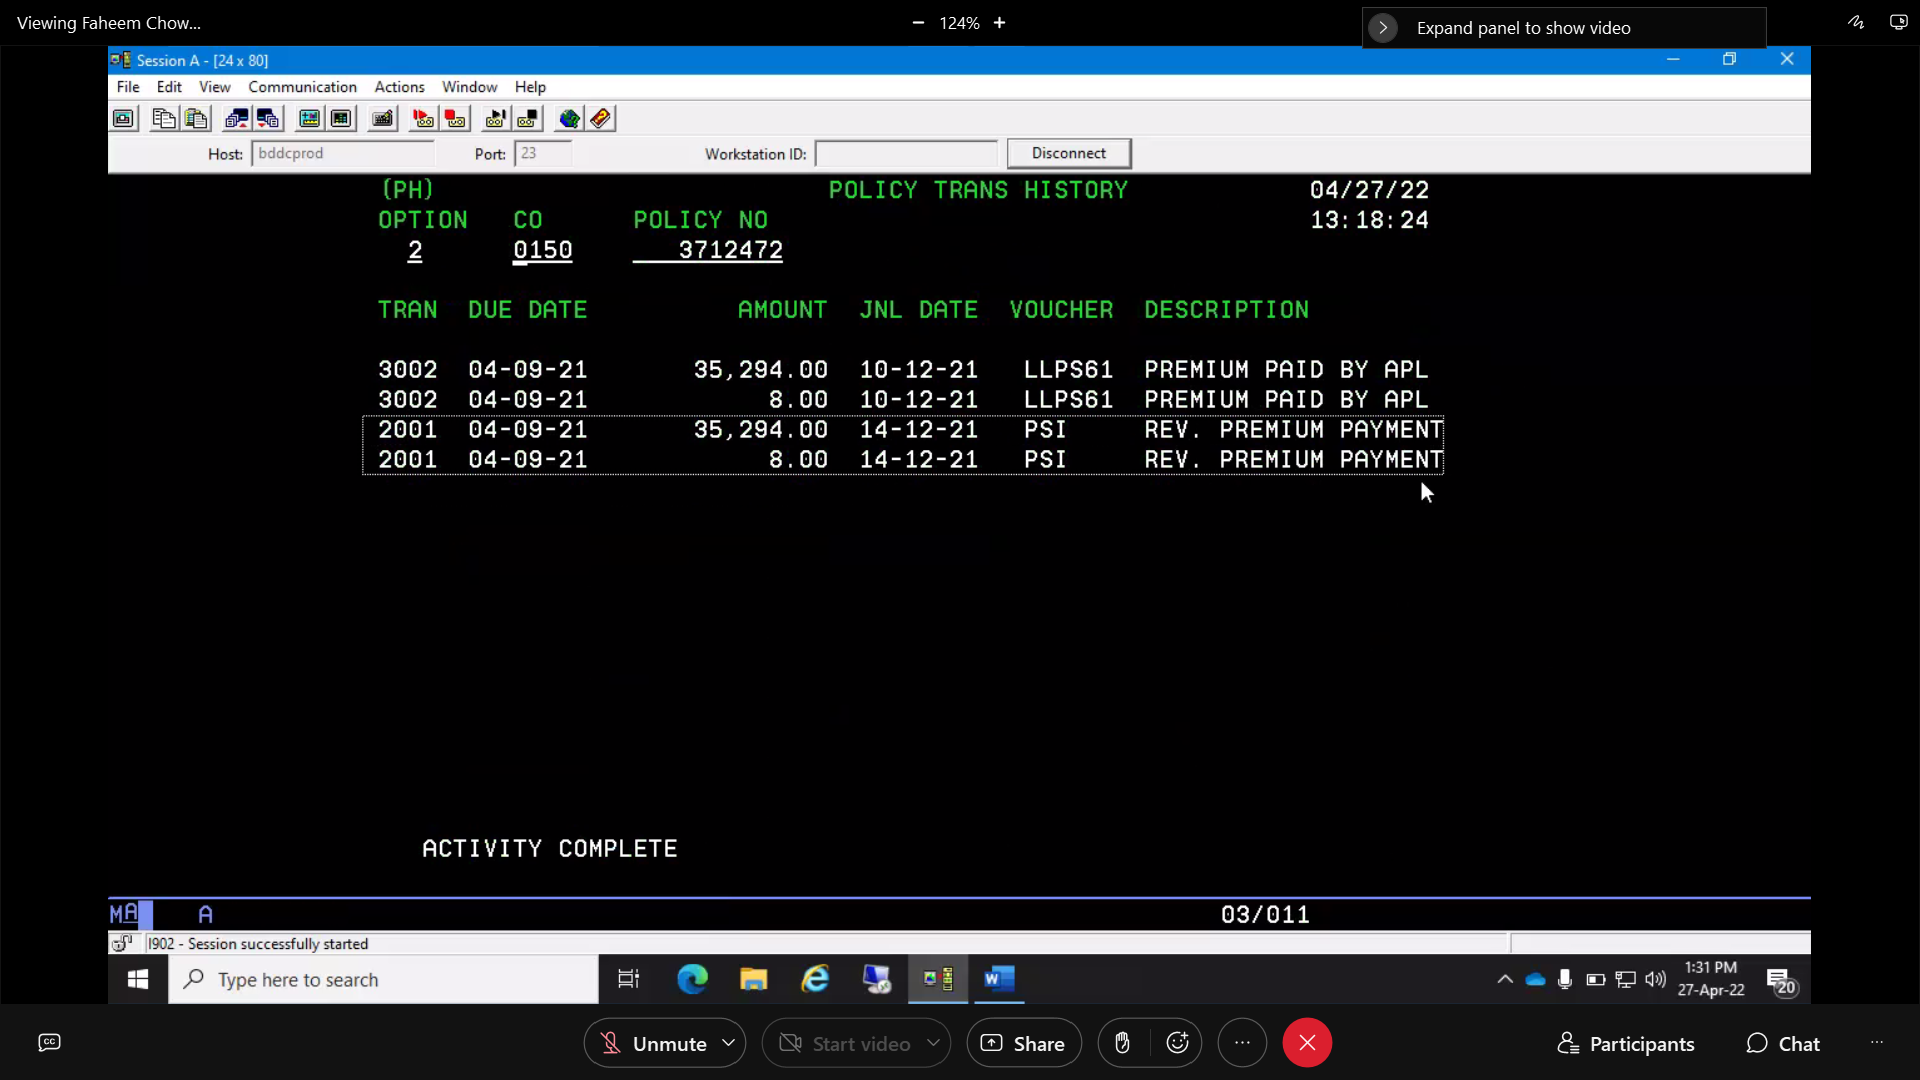 Viewing Faheem Chow...
124%
Expand panel to show video
Session A - [24 x 80]
File Edit View Communication Actions Window Help
Host: bddcprod Port: 23 Workstation ID: Disconnect
(PH) POLICY TRANS HISTORY 04/27/22
OPTION CO POLICY NO 13:18:24
2 0150 3712472
TRAN DUE DATE AMOUNT JNL DATE VOUCHER DESCRIPTION
3002 04-09-21 35,294.00 10-12-21 LLPS61 PREMIUM PAID BY APL
3002 04-09-21 8.00 10-12-21 LLPS61 PREMIUM PAID BY APL
2001 04-09-21 35,294.00 14-12-21 PSI REV. PREMIUM PAYMENT
2001 04-09-21 8.00 14-12-21 PSI REV. PREMIUM PAYMENT
ACTIVITY COMPLETE
MA A 03/011
I902 - Session successfully started
Type here to search
1:31 PM
27-Apr-22
20
Unmute Start video Share Participants Chat